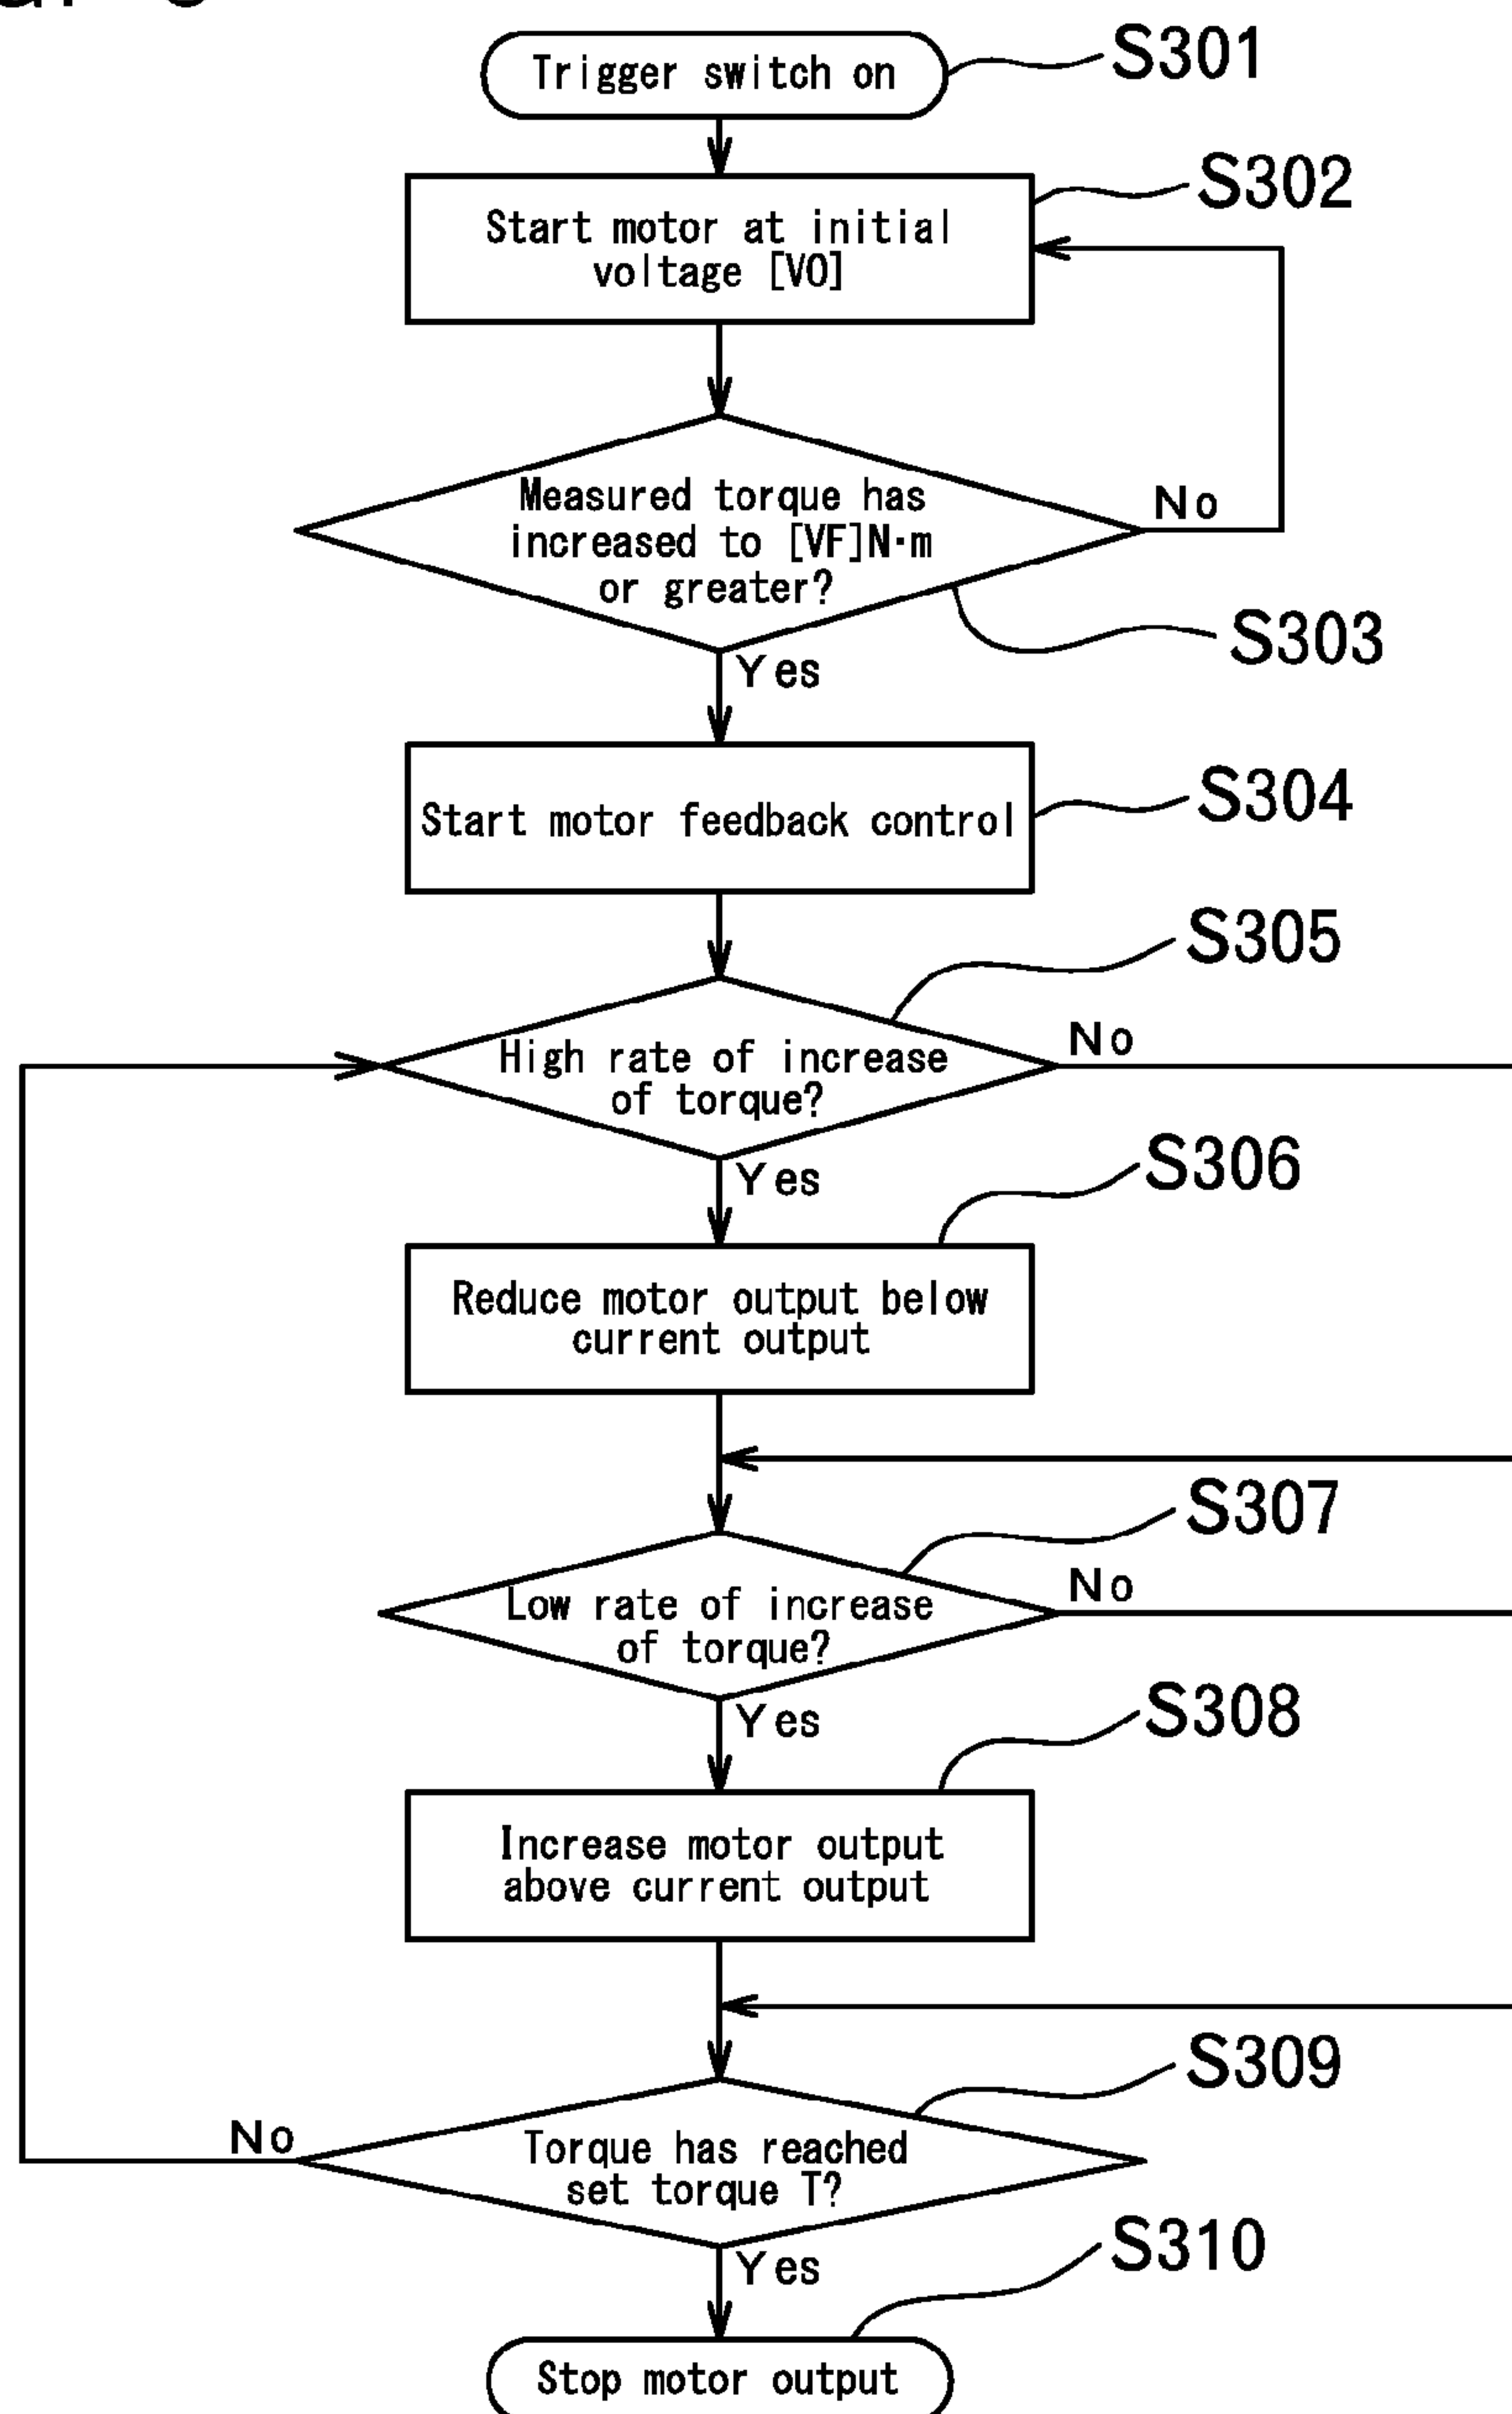 Trigger switch on
S301
S302
Start motor at initial
voltage [V0]
Measured torque has
increased to [VF]N·m
or greater?
No
S303
Yes
S304
Start motor feedback control
S305
No
High rate of increase
of torque?
Yes
S306
Reduce motor output below
current output
S307
No
Low rate of increase
of torque?
Yes
S308
Increase motor output
above current output
S309
No
Torque has reached
set torque T?
S310
Yes
Stop motor output